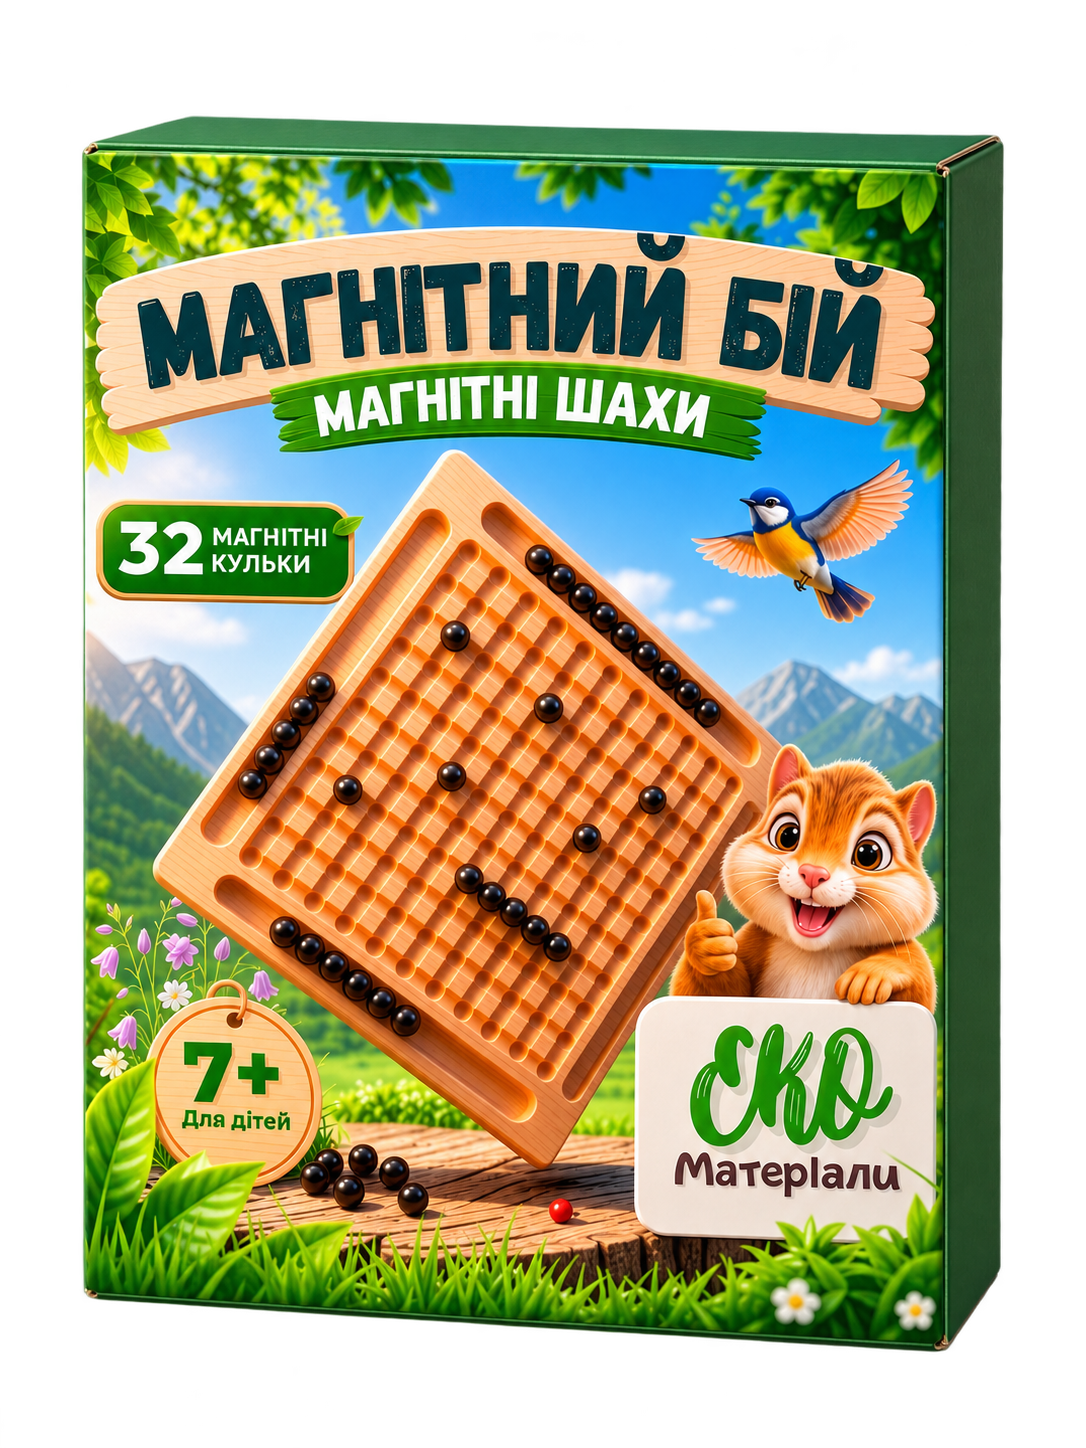 МАГНІТНИЙ БІЙ
МАГНІТНІ ШАХИ
32 МАГНІТНІ
КУЛЬКИ
7+
Для дітей
ЕКО
МатерІали